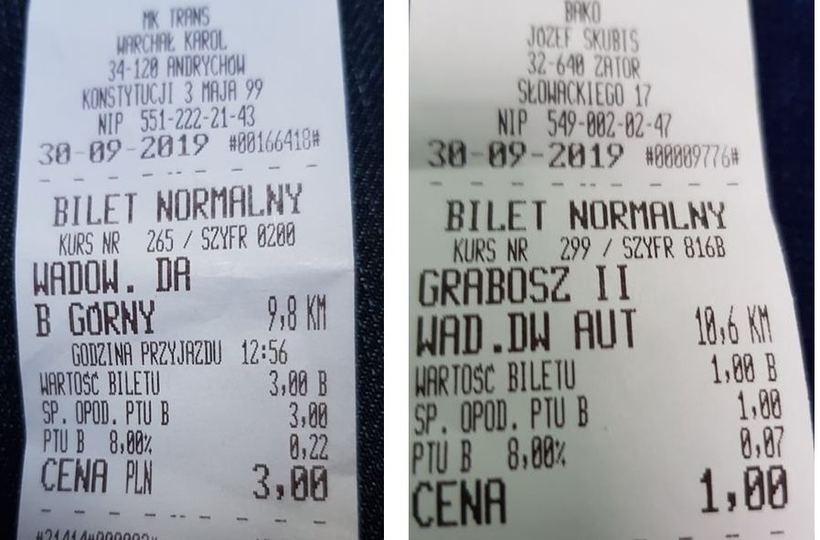 MK TRANS
WARCHAŁ KAROL
34-120 ANDRYCHÓW
KONSTYTUCJI 3 MAJA 99
NIP 551-222-21-43
30-09-2019 #00166418#
BILET NORMALNY
KURS NR 265 / SZYFR 0200
WADOW. DA
B GÓRNY 9,8 KM
GODZINA PRZYJAZDU 12:56
WARTOŚĆ BILETU 3,00 B
SP. OPOD. PTU B 3,00
PTU B 8,00% 0,22
CENA PLN 3,00
BAKO
JÓZEF SKUBIS
32-640 ZATOR
SŁOWACKIEGO 17
NIP 549-002-02-47
30-09-2019 #00009776#
BILET NORMALNY
KURS NR 299 / SZYFR 816B
GRABOSZ II
WAD.DW AUT 10,6 KM
WARTOŚĆ BILETU 1,00 B
SP. OPOD. PTU B 1,00
PTU B 8,00% 0,07
CENA 1,00